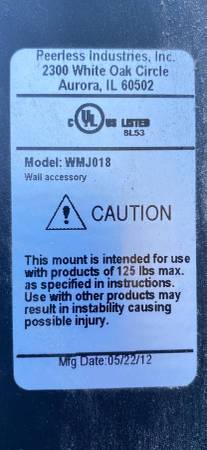 Peerless Industries, Inc.
2300 White Oak Circle
Aurora, IL 60502
C UL US LISTED
8L53
Model: WMJ018
Wall accessory
CAUTION
This mount is intended for use
with products of 125 lbs max.
as specified in instructions.
Use with other products may
result in instability causing
possible injury.
Mfg Date:05/22/12